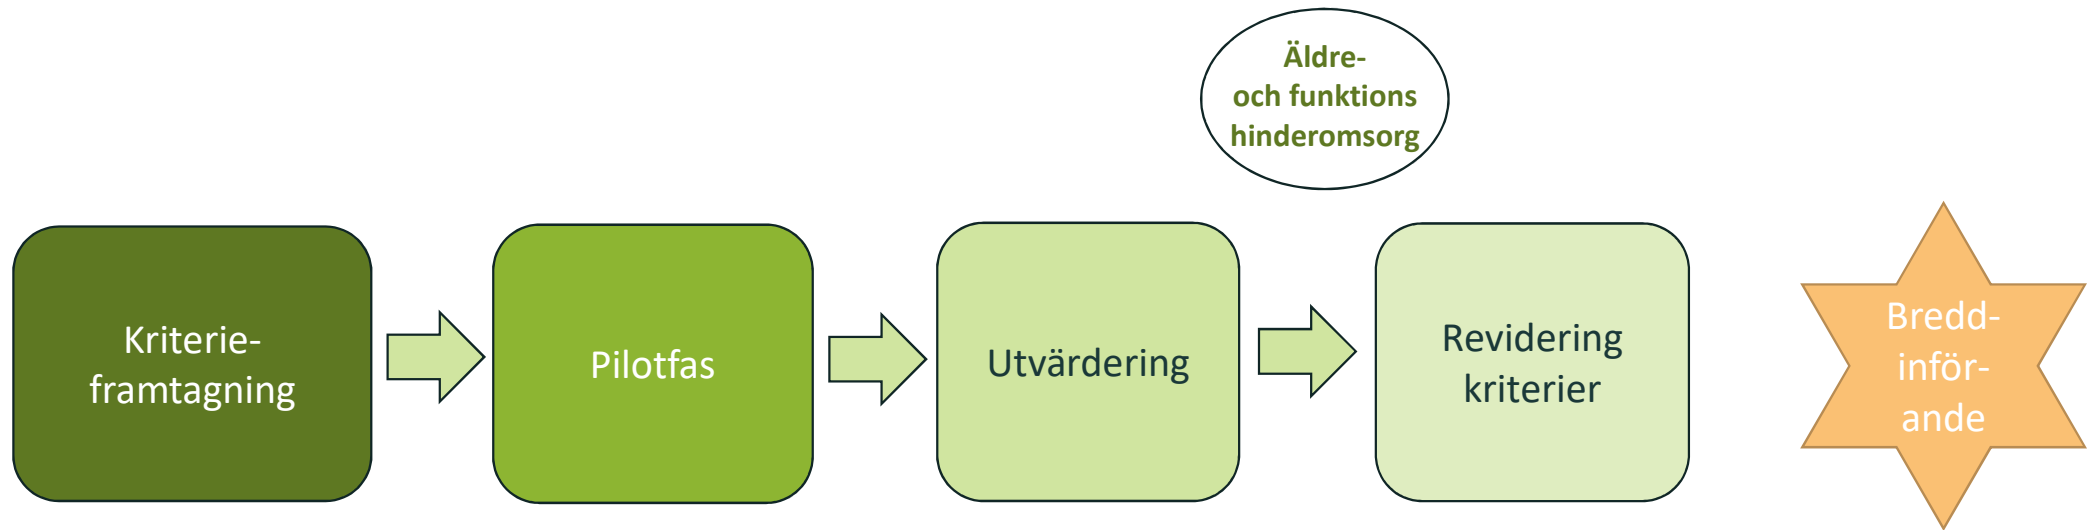 Äldre-
och funktions
hinderomsorg
Kriterie-
framtagning
Pilotfas
Utvärdering
Revidering
kriterier
Bredd-
inför-
ande